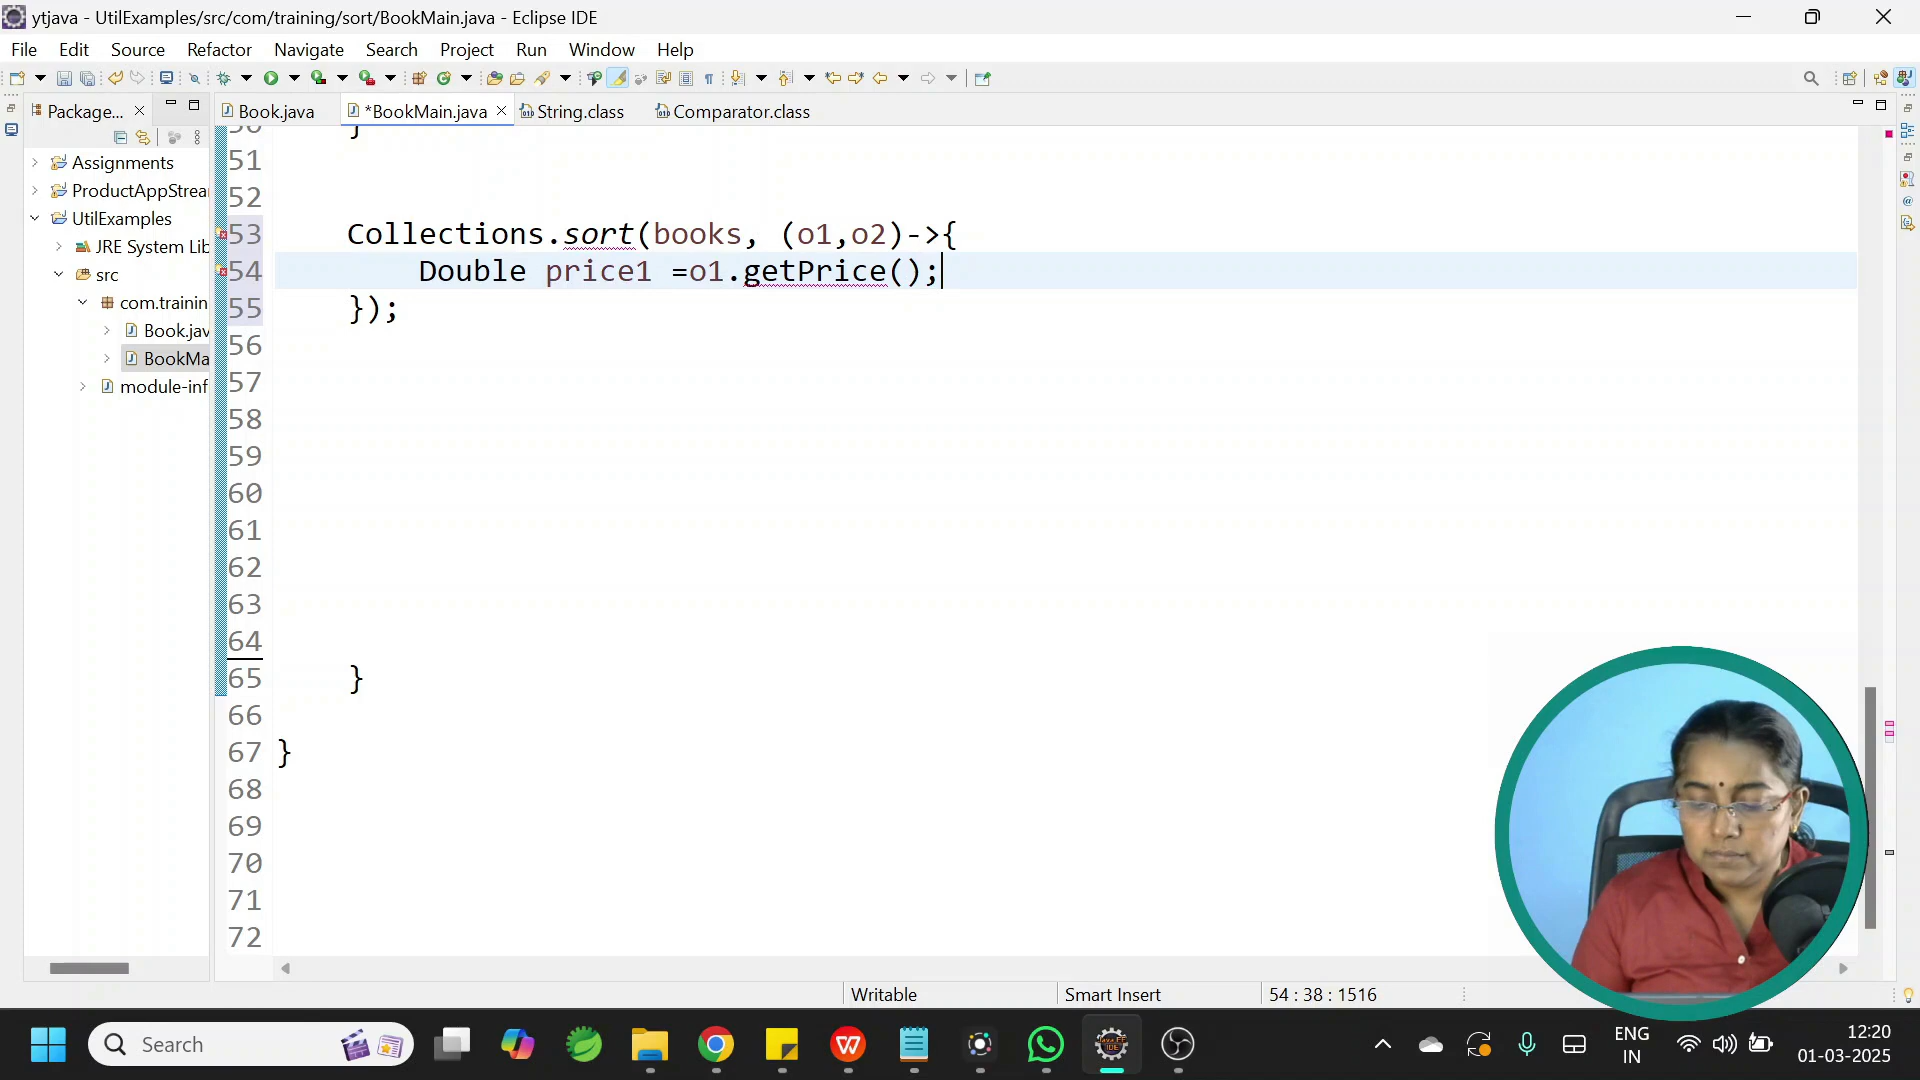 ytjava - UtilExamples/src/com/training/sort/BookMain.java - Eclipse IDE
File Edit Source Refactor Navigate Search Project Run Window Help
Package... Book.java *BookMain.java String.class Comparator.class
Assignments
ProductAppStrea
UtilExamples
JRE System Lib
src
com.trainin
Book.jav
BookMa
module-inf
50 }
51
52
53 Collections.sort(books, (o1,o2)->{
54 Double price1 =o1.getPrice();
55 });
56
57
58
59
60
61
62
63
64
65 }
66
67 }
68
69
70
71
72
Writable Smart Insert 54 : 38 : 1516
Search
ENG
IN
12:20
01-03-2025